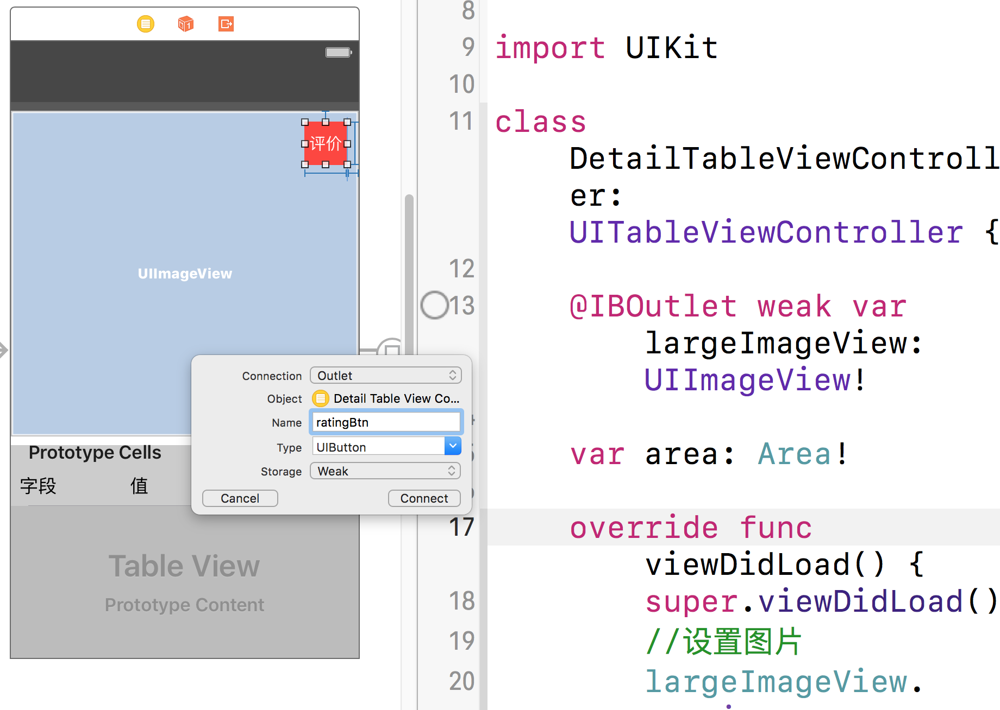 评价
UIImageView
Prototype Cells
字段 值
Table View
Prototype Content
Connection Outlet
Object Detail Table View Co...
Name ratingBtn
Type UIButton
Storage Weak
Cancel Connect
8
9 import UIKit
10
11 class
DetailTableViewControll
er:
UITableViewController {
12
13 @IBOutlet weak var
largeImageView:
UIImageView!
var area: Area!
17 override func
viewDidLoad() {
18 super.viewDidLoad()
19 //设置图片
20 largeImageView.